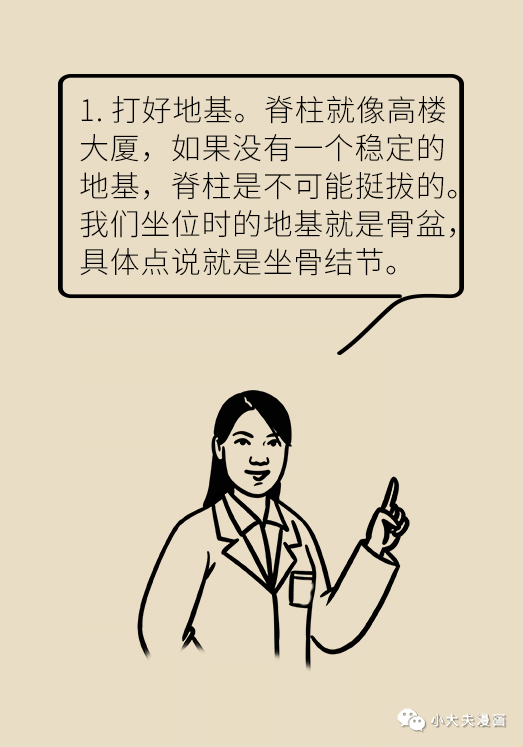 1. 打好地基。脊柱就像高楼
大厦，如果没有一个稳定的
地基，脊柱是不可能挺拔的。
我们坐位时的地基就是骨盆，
具体点说就是坐骨结节。
小大夫漫画